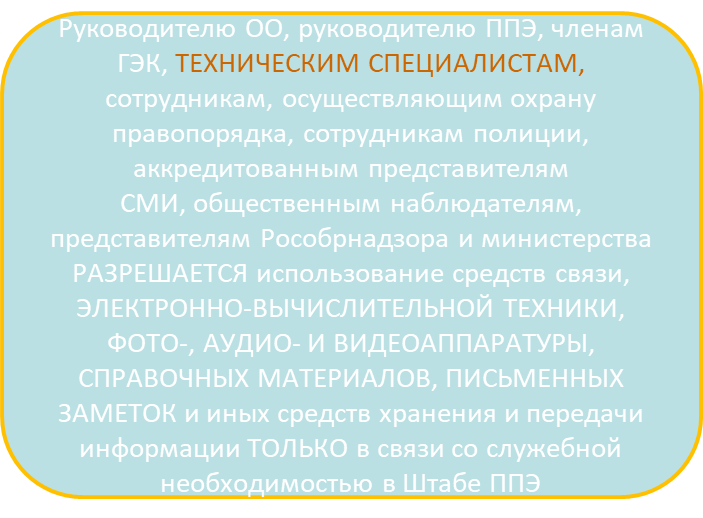 Руководителю ОО, руководителю ППЭ, членам
ГЭК, ТЕХНИЧЕСКИМ СПЕЦИАЛИСТАМ,
сотрудникам, осуществляющим охрану
правопорядка, сотрудникам полиции,
аккредитованным представителям
СМИ, общественным наблюдателям,
представителям Рособрнадзора и министерства
РАЗРЕШАЕТСЯ использование средств связи,
ЭЛЕКТРОННО-ВЫЧИСЛИТЕЛЬНОЙ ТЕХНИКИ,
ФОТО-, АУДИО- И ВИДЕОАППАРАТУРЫ,
СПРАВОЧНЫХ МАТЕРИАЛОВ, ПИСЬМЕННЫХ
ЗАМЕТОК и иных средств хранения и передачи
информации ТОЛЬКО в связи со служебной
необходимостью в Штабе ППЭ